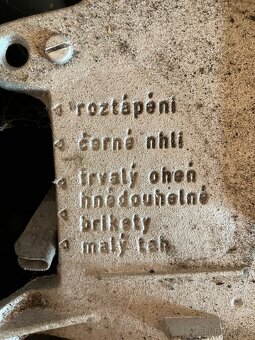 roztápění
černé uhlí
trvalý oheň
hnědouhelné
brikety
malý tah